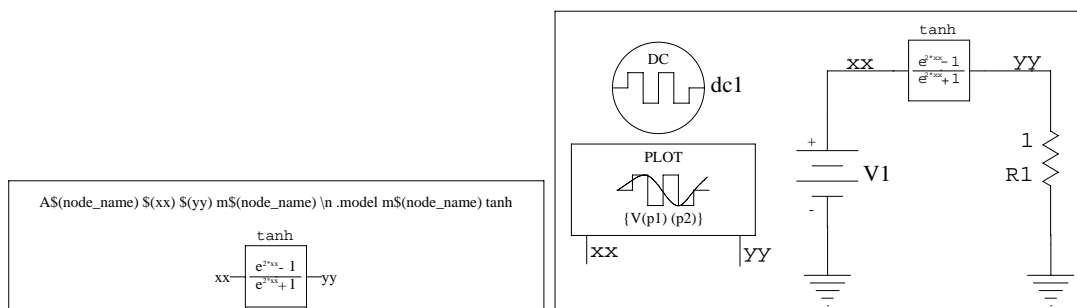 A$(node_name) $(xx) $(yy) m$(node_name) \n .model m$(node_name) tanh
tanh
xx
e^2*xx - 1
e^2*xx + 1
yy
DC
dc1
PLOT
{V(p1) (p2)}
xx
yy
tanh
xx
e^2*xx - 1
e^2*xx + 1
yy
+
V1
-
1
R1